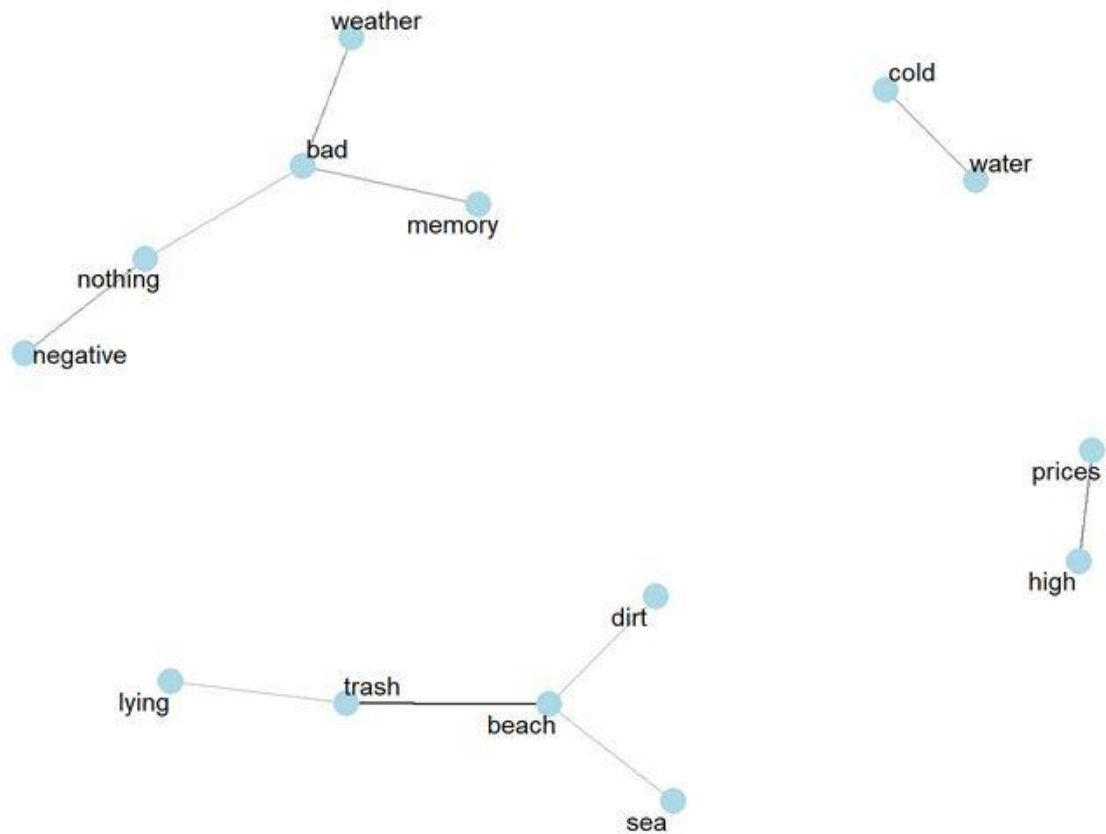 weather
cold
bad
water
memory
nothing
negative
prices
high
dirt
trash
lying
beach
sea